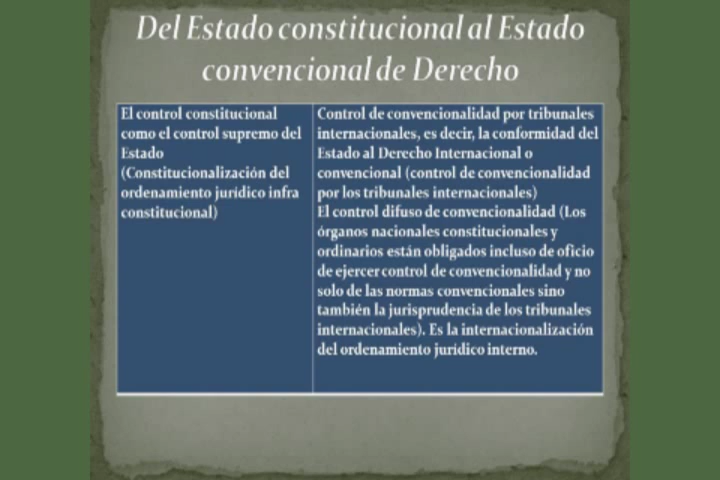 Del Estado constitucional al Estado
convencional de Derecho
El control constitucional
como el control supremo del
Estado
(Constitucionalización del
ordenamiento jurídico infra
constitucional)
Control de convencionalidad por tribunales
internacionales, es decir, la conformidad del
Estado al Derecho Internacional o
convencional (control de convencionalidad
por los tribunales internacionales)
El control difuso de convencionalidad (Los
órganos nacionales constitucionales y
ordinarios están obligados incluso de oficio
de ejercer control de convencionalidad y no
solo de las normas convencionales sino
también la jurisprudencia de los tribunales
internacionales). Es la internacionalización
del ordenamiento jurídico interno.